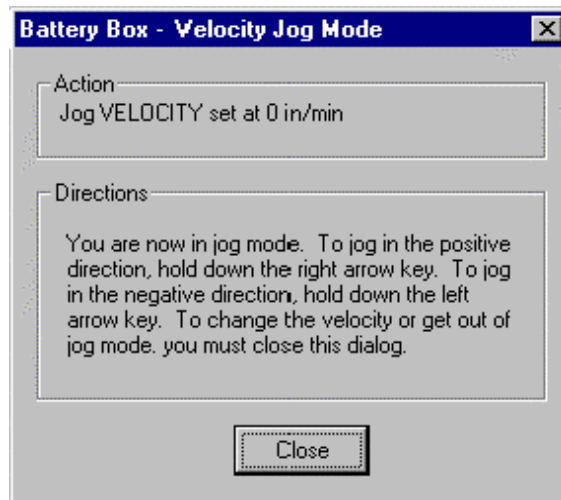 Battery Box - Velocity Jog Mode
Action
Jog VELOCITY set at 0 in/min
Directions
You are now in jog mode. To jog in the positive
direction, hold down the right arrow key. To jog
in the negative direction, hold down the left
arrow key. To change the velocity or get out of
jog mode. you must close this dialog.
Close